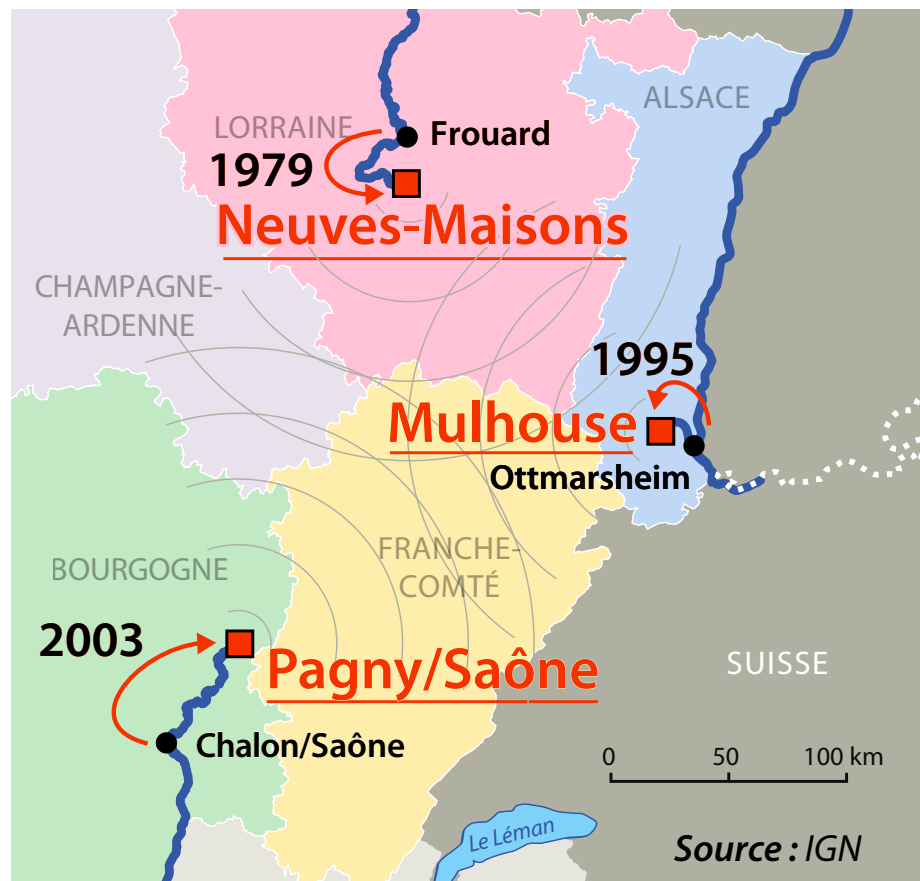 ALSACE
LORRAINE
Frouard
1979
Neuves-Maisons
CHAMPAGNE-
ARDENNE
1995
Mulhouse
Ottmarsheim
FRANCHE-
COMTÉ
BOURGOGNE
2003
Pagny/Saône
SUISSE
Chalon/Saône
0 50 100 km
Le Léman
Source : IGN